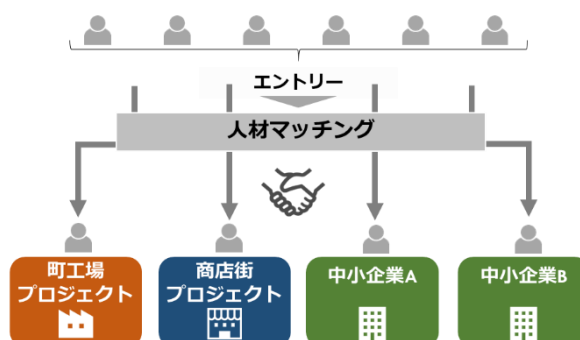 エントリー
人材マッチング
町工場
プロジェクト
商店街
プロジェクト
中小企業A
中小企業B